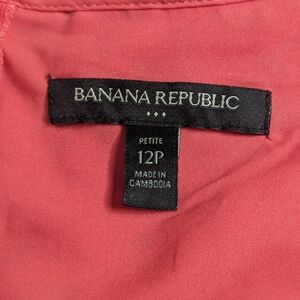 BANANA REPUBLIC
PETITE
12P
MADE IN
CAMBODIA